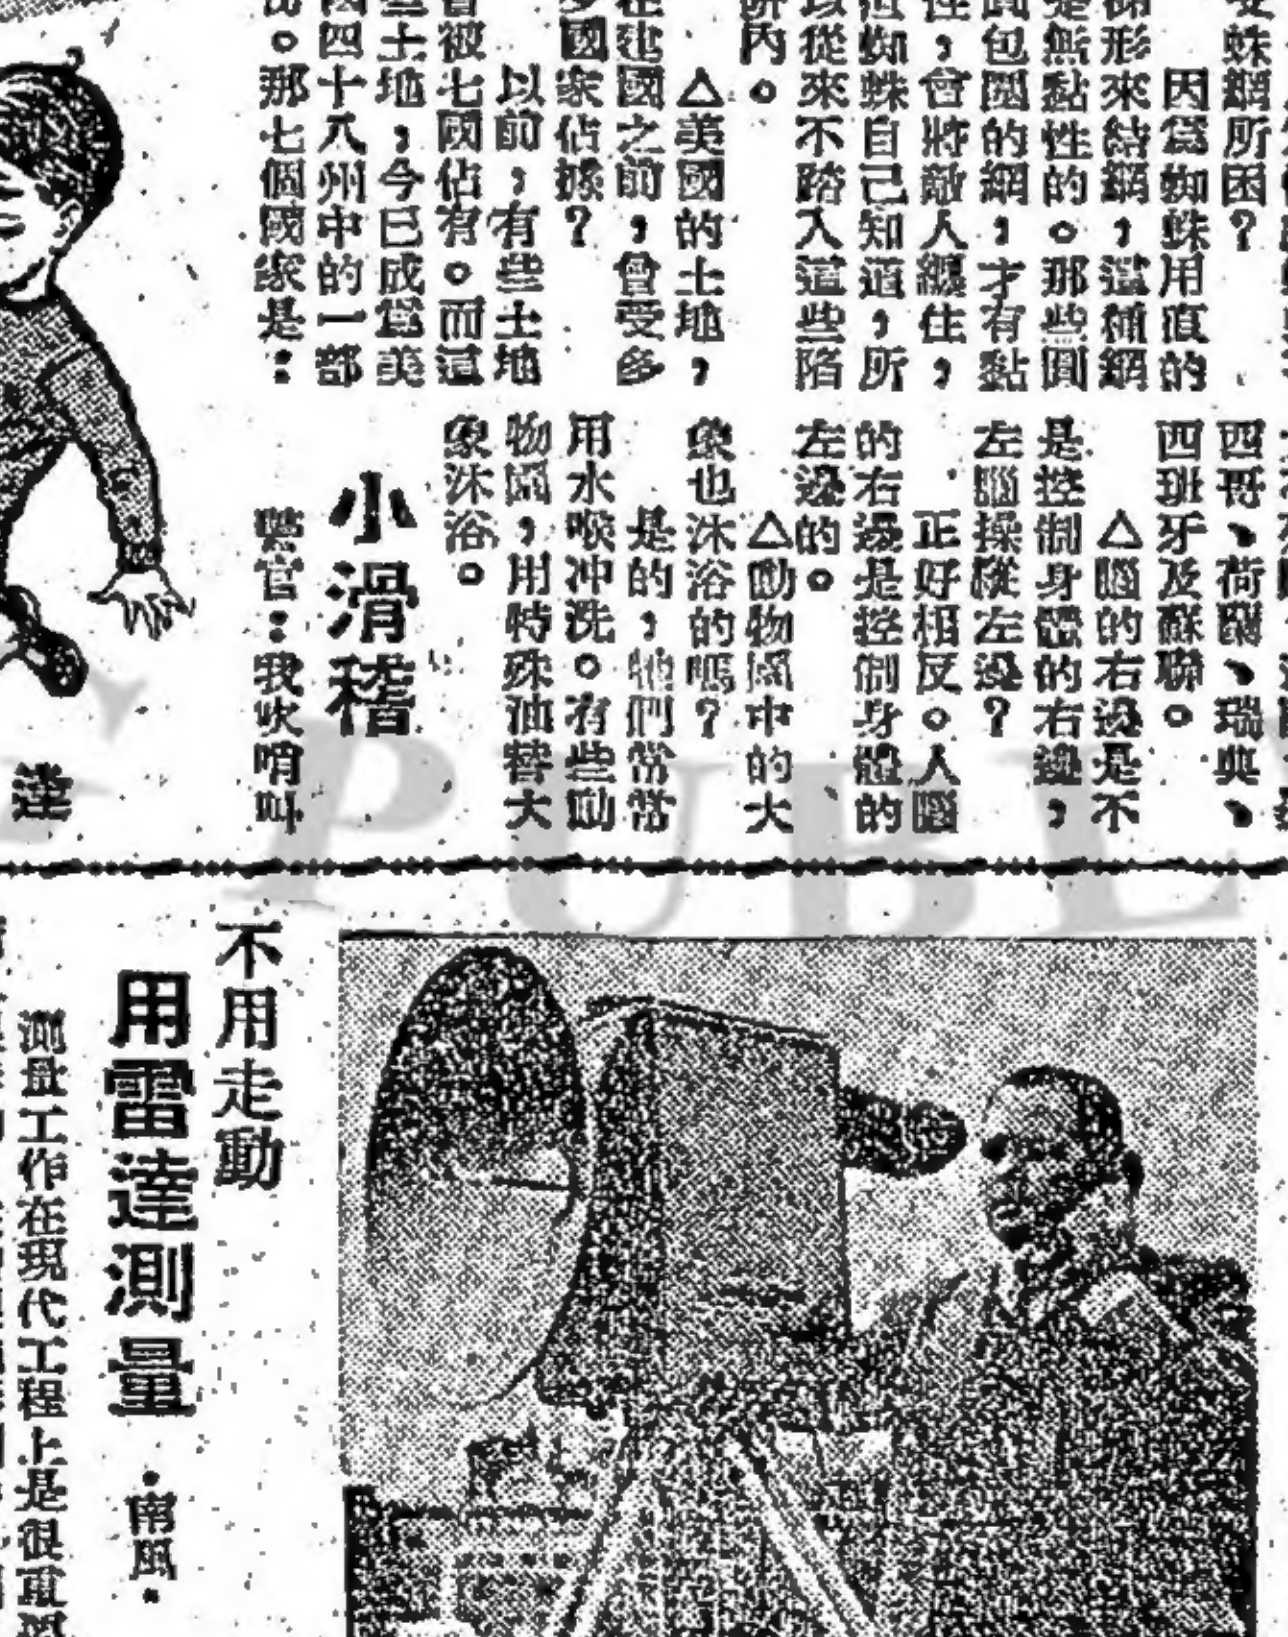 受蛛網所困?
因爲蜘蛛用直的
梯形來結網,這種網
是無黏性的。那些圓
圓包圍的網,才有黏
性,會將敵人纏住,
但蜘蛛自己知道,所
以從來不踏入這些陷
阱內。
△美國的土地,
在建國之前,曾受多
少國家佔據?
以前,有些土地
曾被七國佔有。而這
些土地,今已成爲美
國四十八州中的一部
份。那七個國家是:
四哥、荷蘭、瑞典、
四班牙及蘇聯。
△腦的右邊是不
是控制身體的右邊,
左腦操縱左邊?
正好相反。人腦
的右邊是控制身體的
左邊的。
△動物園中的大
象也沐浴的嗎?
是的,牠們常常
用水喉冲洗。有些動
物園,用特殊油替大
象沐浴。
小滑稽
警官:我吹哨叫
達
PUBL
不用走動
用雷達測量
·南風·
測量工作在現代工程上是很重